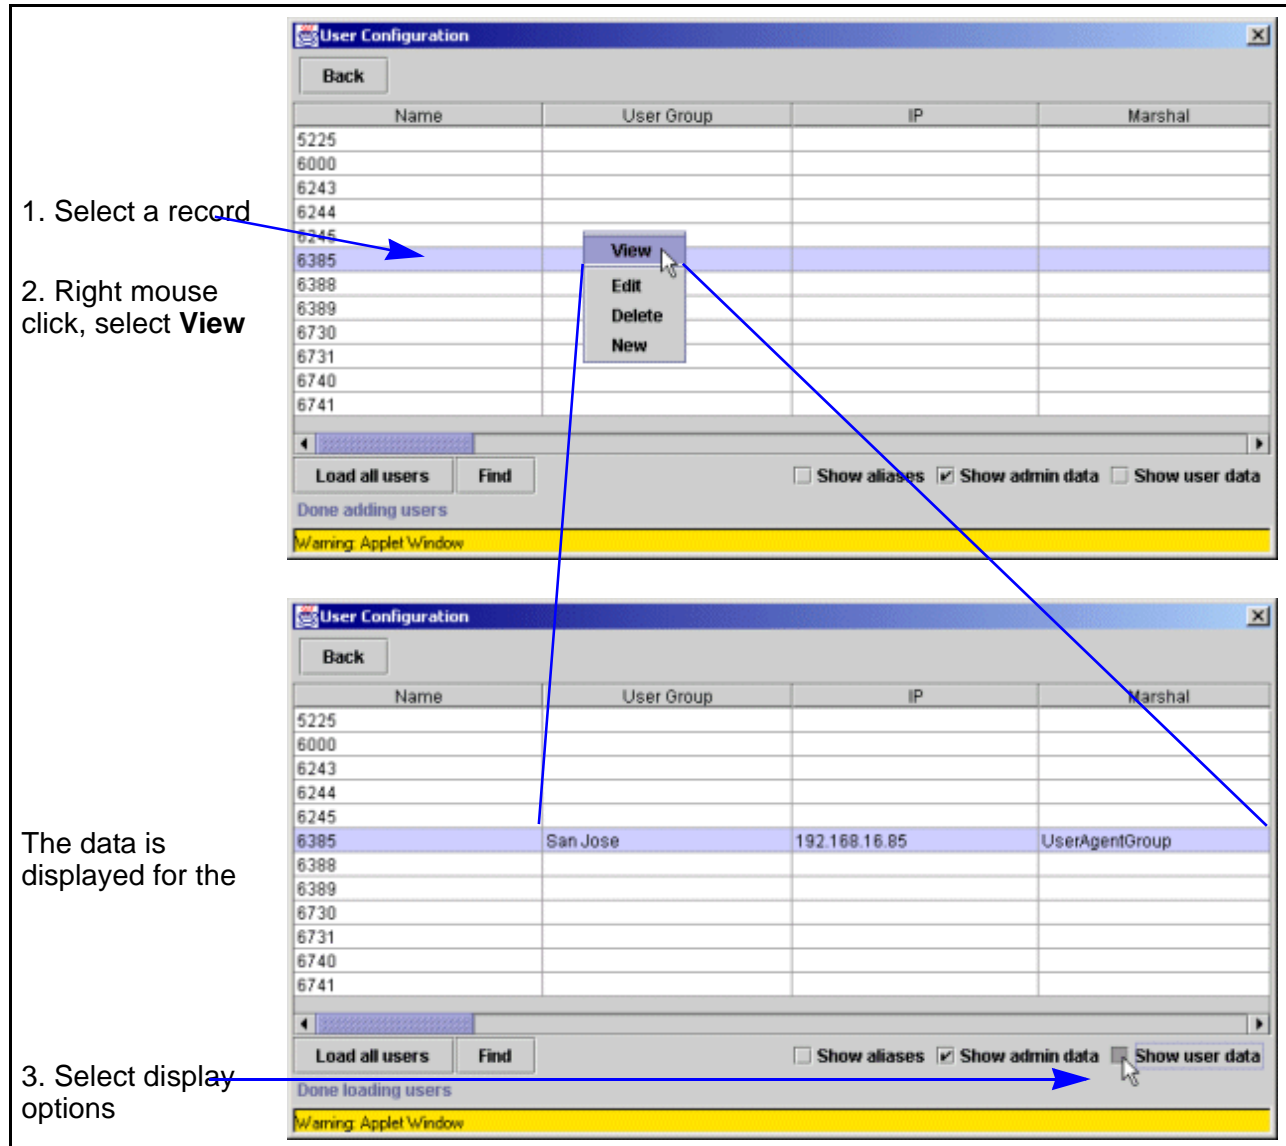 User Configuration
Back
Name User Group IP Marshal
5225
6000
6243
6244
1. Select a record
6245
View
6385
2. Right mouse
click, select View
6388
Edit
6389
Delete
6730
New
6731
6740
6741
Load all users Find Show aliases Show admin data Show user data
Done adding users
Warning: Applet Window
User Configuration
Back
Name User Group IP Marshal
5225
6000
6243
6244
6245
The data is
displayed for the
6385 San Jose 192.168.16.85 UserAgentGroup
6388
6389
6730
6731
6740
6741
Load all users Find Show aliases Show admin data Show user data
3. Select display
options
Done loading users
Warning: Applet Window